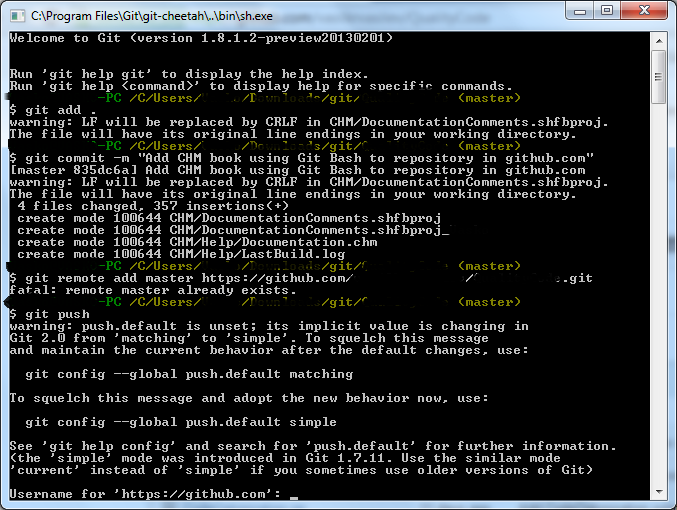 C:\Program Files\Git\git-cheetah\.\bin\sh.exe
Welcome to Git (version 1.8.1.2-preview20130201)
Run 'git help git' to display the help index.
Run 'git help <command>' to display help for specific commands.
-PC /C/Users/ /Downloads/git/ (master)
$ git add .
warning: LF will be replaced by CRLF in CHM/DocumentationComments.shfbproj.
The file will have its original line endings in your working directory.
-PC /C/Users/ /Downloads/git/ (master)
$ git commit -m "Add CHM book using Git Bash to repository in github.com"
[master 835dc6a] Add CHM book using Git Bash to repository in github.com
warning: LF will be replaced by CRLF in CHM/DocumentationComments.shfbproj.
The file will have its original line endings in your working directory.
4 files changed, 357 insertions(+)
create mode 100644 CHM/DocumentationComments.shfbproj
create mode 100644 CHM/DocumentationComments.shfbproj_
create mode 100644 CHM/Help/Documentation.chm
create mode 100644 CHM/Help/LastBuild.log
-PC /C/Users/ /Downloads/git/ (master)
$ git remote add master https://github.com/ / .git
fatal: remote master already exists.
-PC /C/Users/ /Downloads/git/ (master)
$ git push
warning: push.default is unset; its implicit value is changing in
Git 2.0 from 'matching' to 'simple'. To squelch this message
and maintain the current behavior after the default changes, use:
git config --global push.default matching
To squelch this message and adopt the new behavior now, use:
git config --global push.default simple
See 'git help config' and search for 'push.default' for further information.
(the 'simple' mode was introduced in Git 1.7.11. Use the similar mode
'current' instead of 'simple' if you sometimes use older versions of Git)
Username for 'https://github.com': _